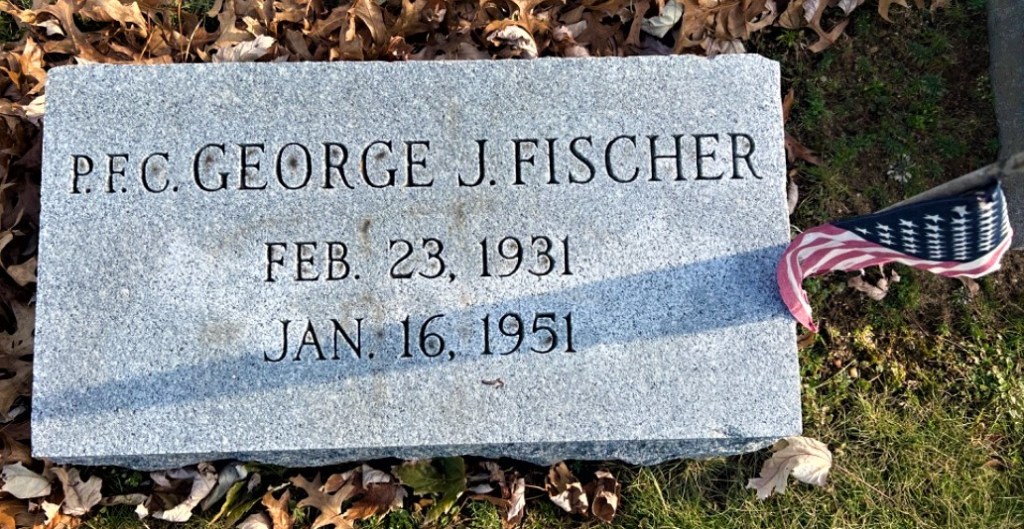 P.F.C. GEORGE J. FISCHER
FEB. 23, 1931
JAN. 16, 1951